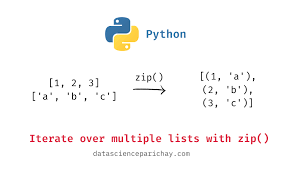 Python
zip()
[1, 2, 3]
['a', 'b', 'c']
[(1, 'a'),
(2, 'b'),
(3, 'c')]
Iterate over multiple lists with zip()
datascienceparichay.com